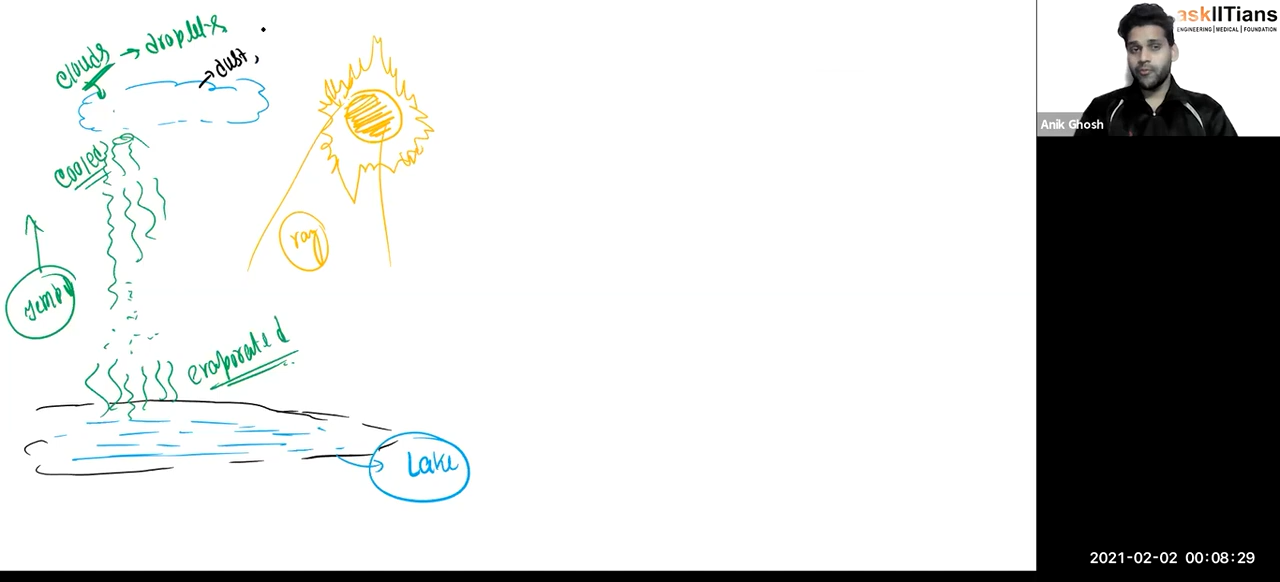 clouds → droplets
→ dust,
cooled
ray
temp
evaporated
Lake
askIITians
ENGINEERING | MEDICAL | FOUNDATION
Anik Ghosh
2021-02-02 00:08:29